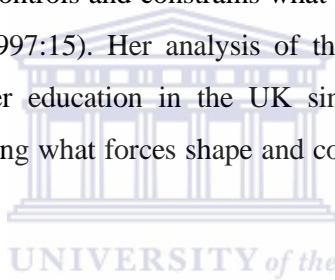 controls and constrains what
997:15). Her analysis of th
er education in the UK sin
ng what forces shape and co
UNIVERSITY of the